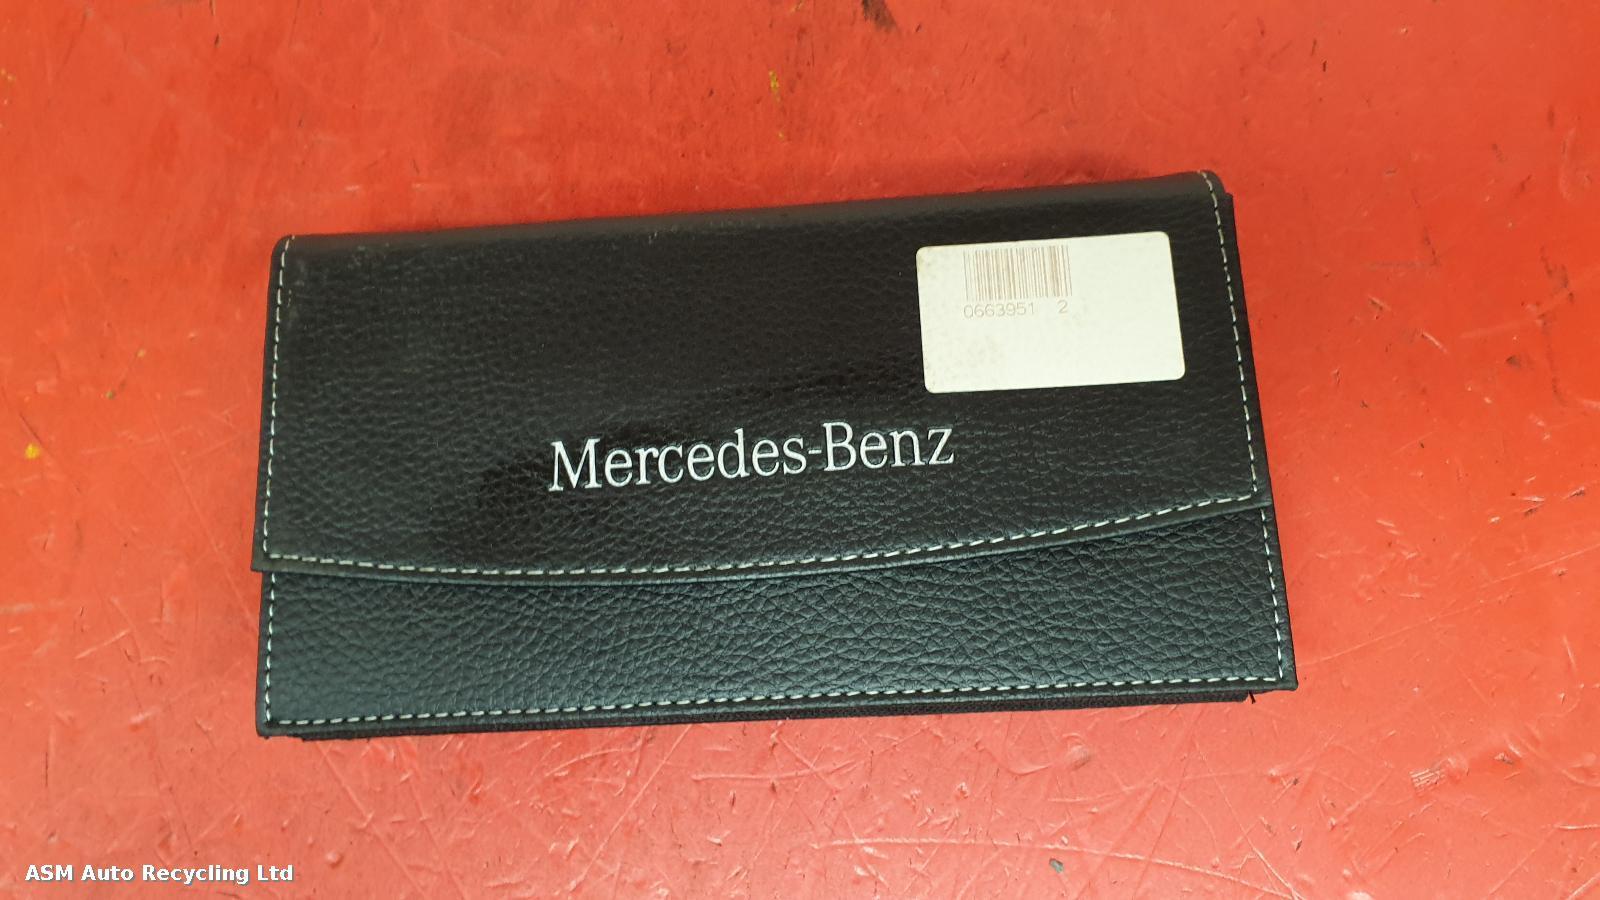 0663951 2
Mercedes-Benz
ASM Auto Recycling Ltd